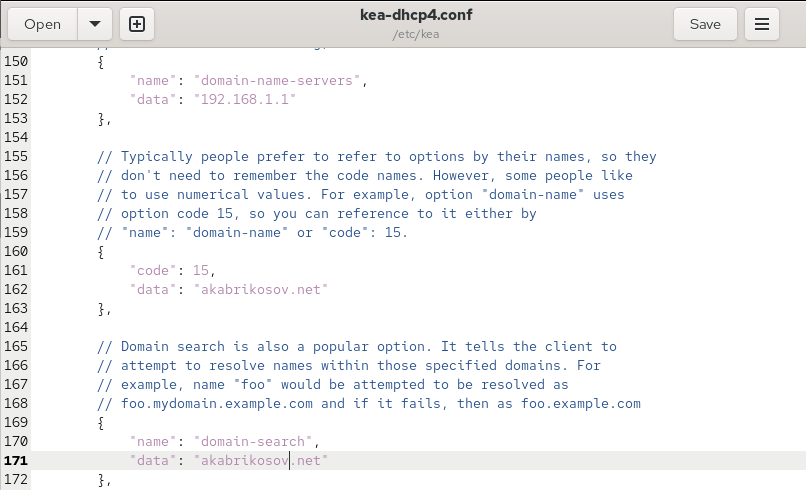 Open
kea-dhcp4.conf
/etc/kea
Save
150 {
151 "name": "domain-name-servers",
152 "data": "192.168.1.1"
153 },
154
155 // Typically people prefer to refer to options by their names, so they
156 // don't need to remember the code names. However, some people like
157 // to use numerical values. For example, option "domain-name" uses
158 // option code 15, so you can reference to it either by
159 // "name": "domain-name" or "code": 15.
160 {
161 "code": 15,
162 "data": "akabrikosov.net"
163 },
164
165 // Domain search is also a popular option. It tells the client to
166 // attempt to resolve names within those specified domains. For
167 // example, name "foo" would be attempted to be resolved as
168 // foo.mydomain.example.com and if it fails, then as foo.example.com
169 {
170 "name": "domain-search",
171 "data": "akabrikosov.net"
172 },